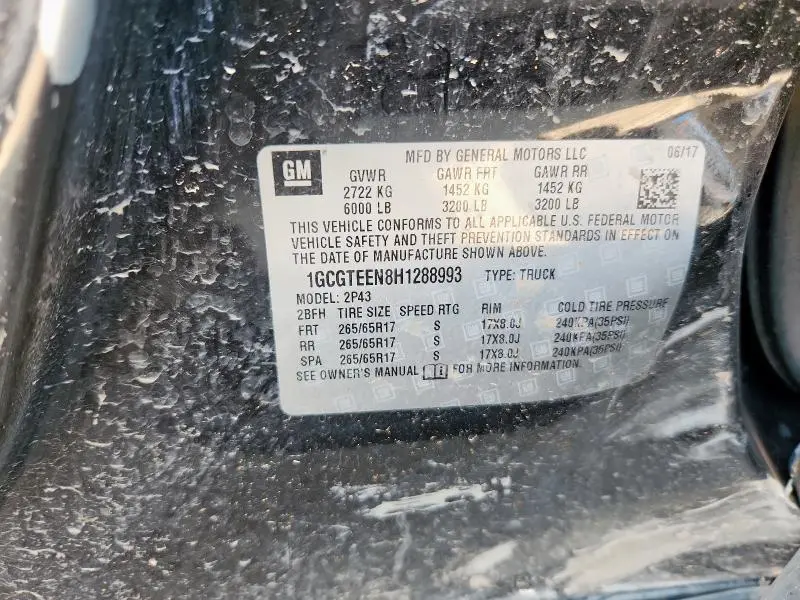 GM
MFD BY GENERAL MOTORS LLC 06/17
GVWR GAWR FRT GAWR RR
2722 KG 1452 KG 1452 KG
6000 LB 3200 LB 3200 LB
THIS VEHICLE CONFORMS TO ALL APPLICABLE U.S. FEDERAL MOTOR
VEHICLE SAFETY AND THEFT PREVENTION STANDARDS IN EFFECT ON
THE DATE OF MANUFACTURE SHOWN ABOVE.
1GCGTEEN8H1288993 TYPE: TRUCK
MODEL: 2P43
2BFH TIRE SIZE SPEED RTG RIM COLD TIRE PRESSURE
FRT 265/65R17 S 17X8.0J 240KPA(35PSI)
RR 265/65R17 S 17X8.0J 240KPA(35PSI)
SPA 265/65R17 S 17X8.0J 240KPA(35PSI)
SEE OWNER'S MANUAL FOR MORE INFORMATION.